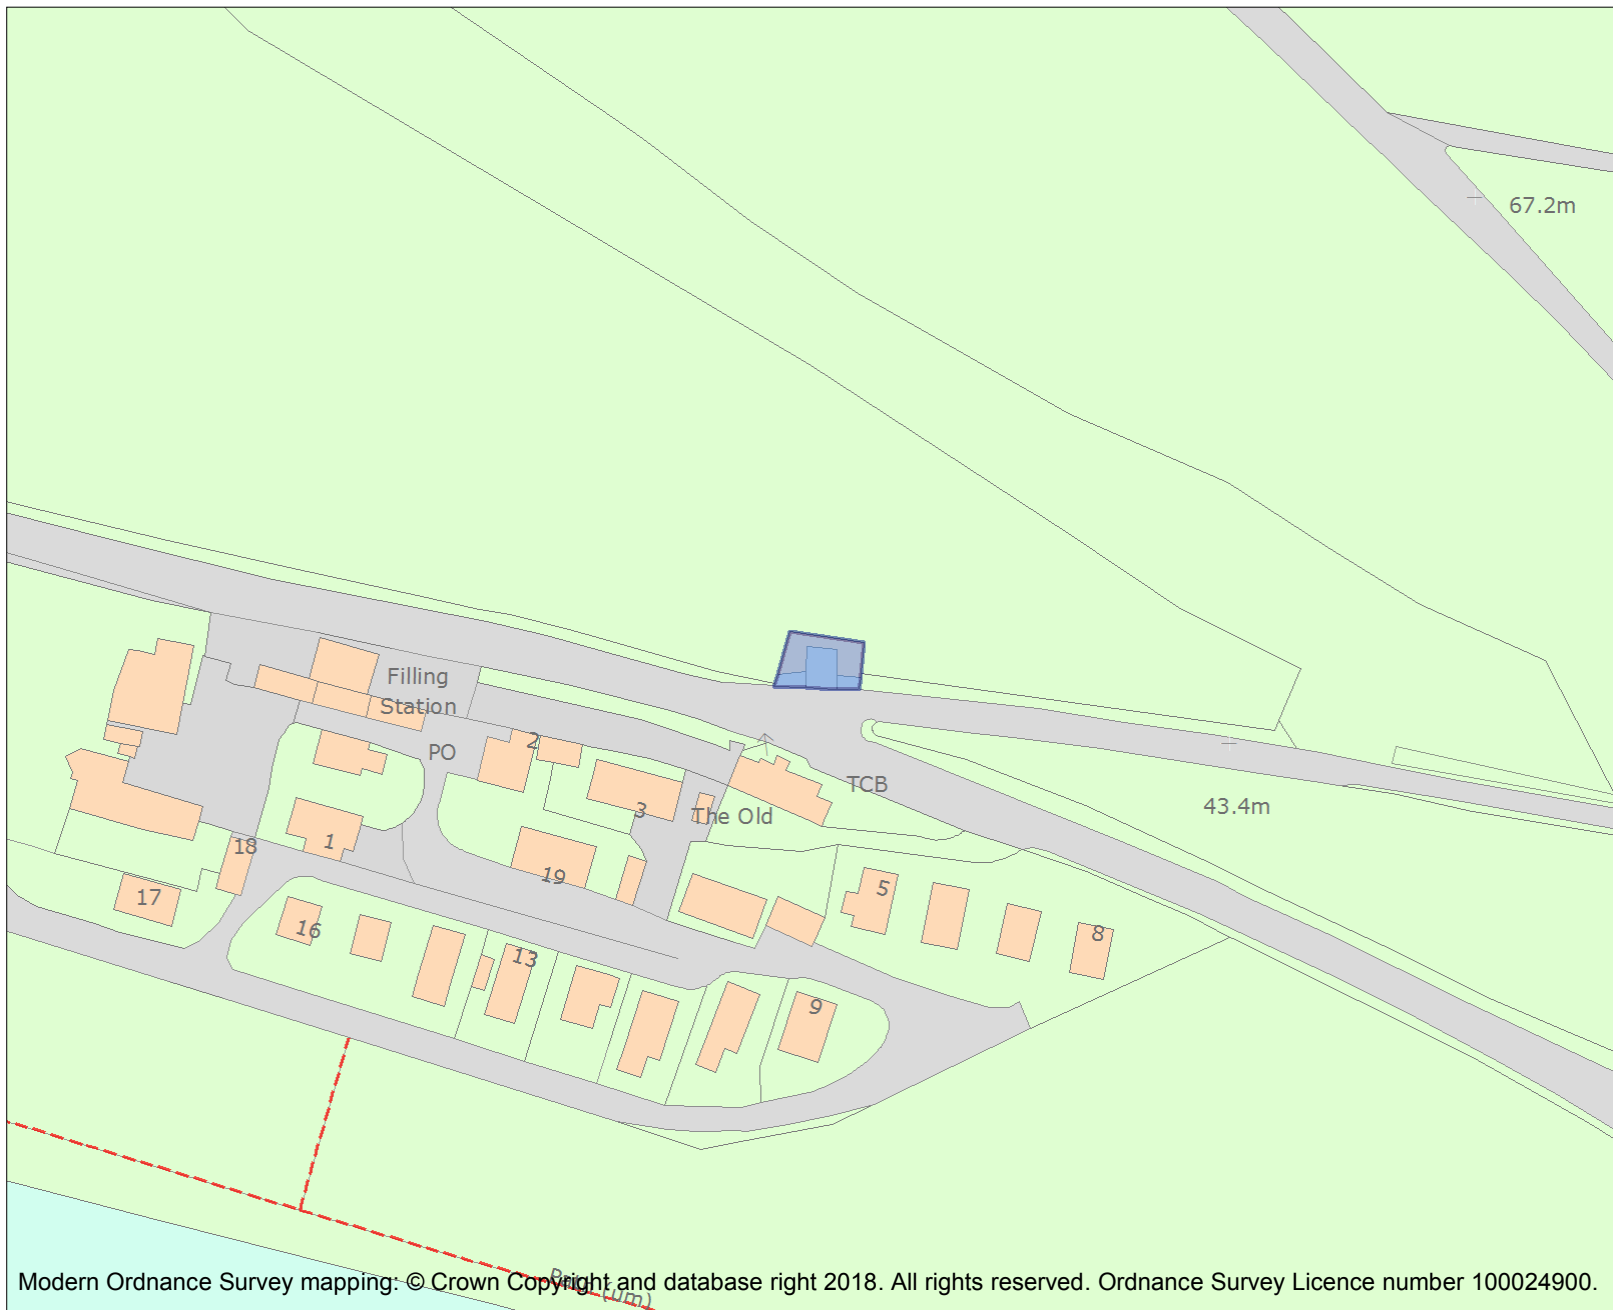 67.2m
Filling
Station
2
PO
TCB
43.4m
3
The Old
1
18
19
17
5
16
8
13
9
Path (um)
Modern Ordnance Survey mapping: © Crown Copyright and database right 2018. All rights reserved. Ordnance Survey Licence number 100024900.